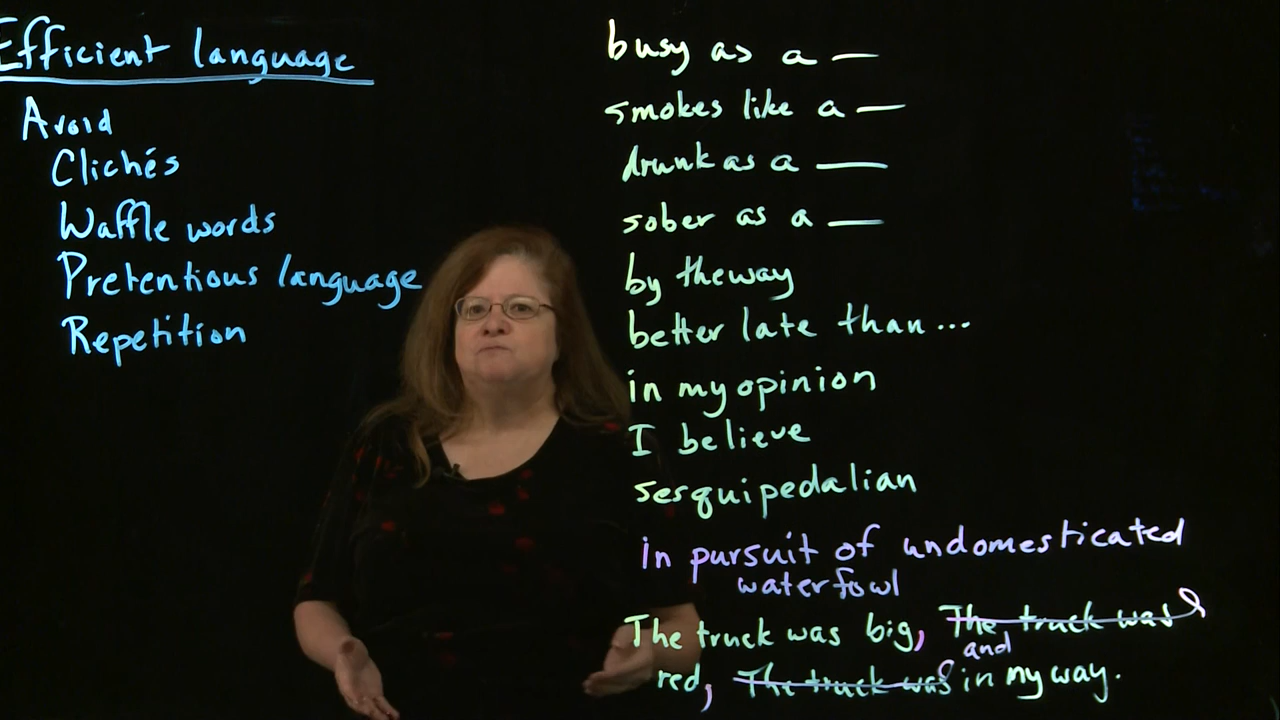 Efficient language
Avoid
Clichés
Waffle words
Pretentious language
Repetition
busy as a —
smokes like a —
drunk as a —
sober as a —
by the way
better late than...
in my opinion
I believe
sesquipedalian
in pursuit of undomesticated
waterfowl
The truck was big, The truck was
and
red, The truck was in my way.